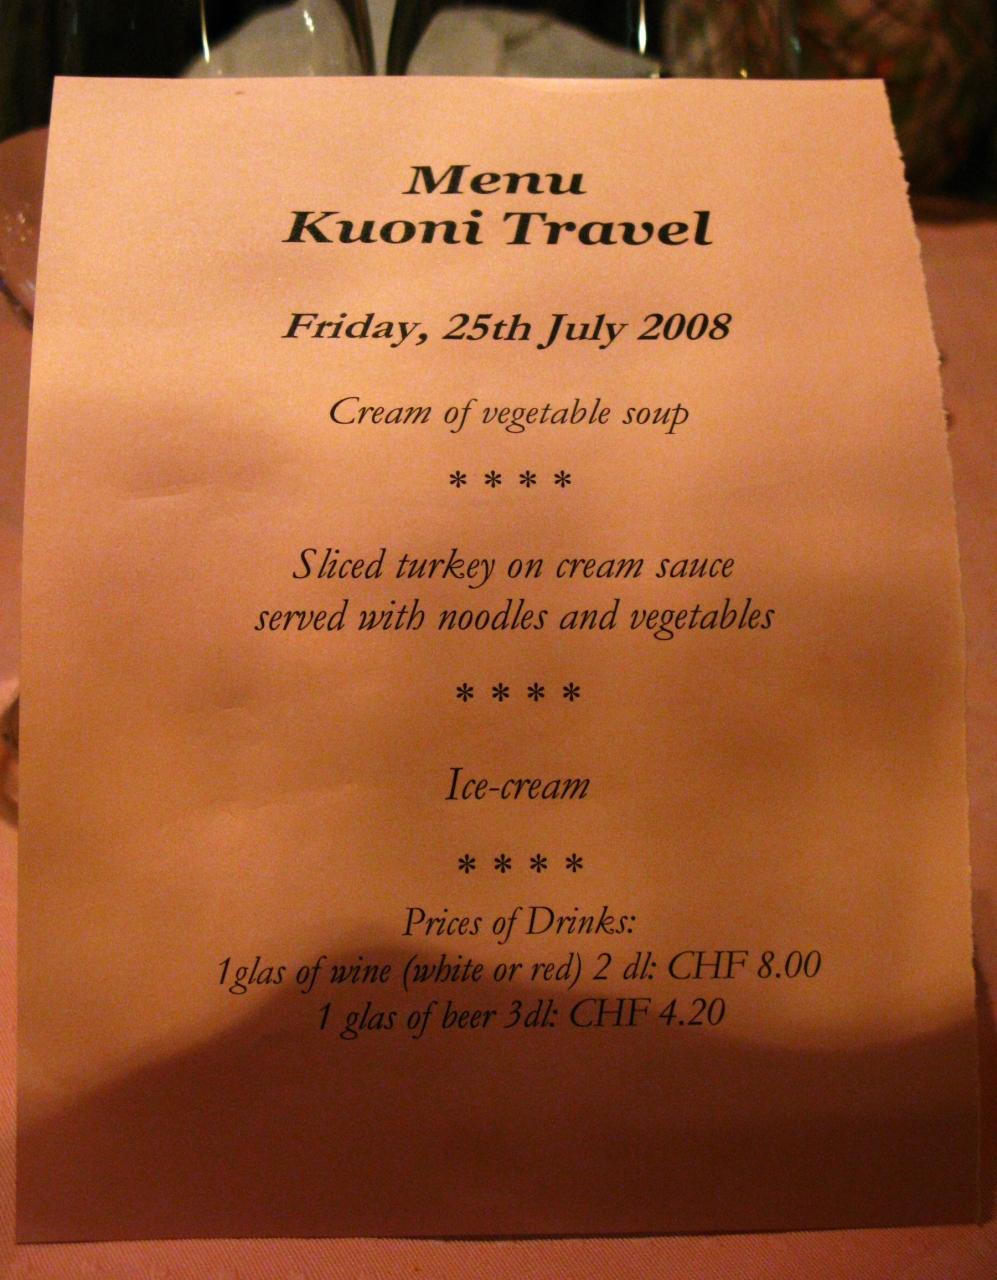 Menu
Kuoni Travel
Friday, 25th July 2008
Cream of vegetable soup
* * * *
Sliced turkey on cream sauce
served with noodles and vegetables
* * * *
Ice-cream
* * * *
Prices of Drinks:
1glas of wine (white or red) 2 dl: CHF 8.00
1 glas of beer 3dl: CHF 4.20